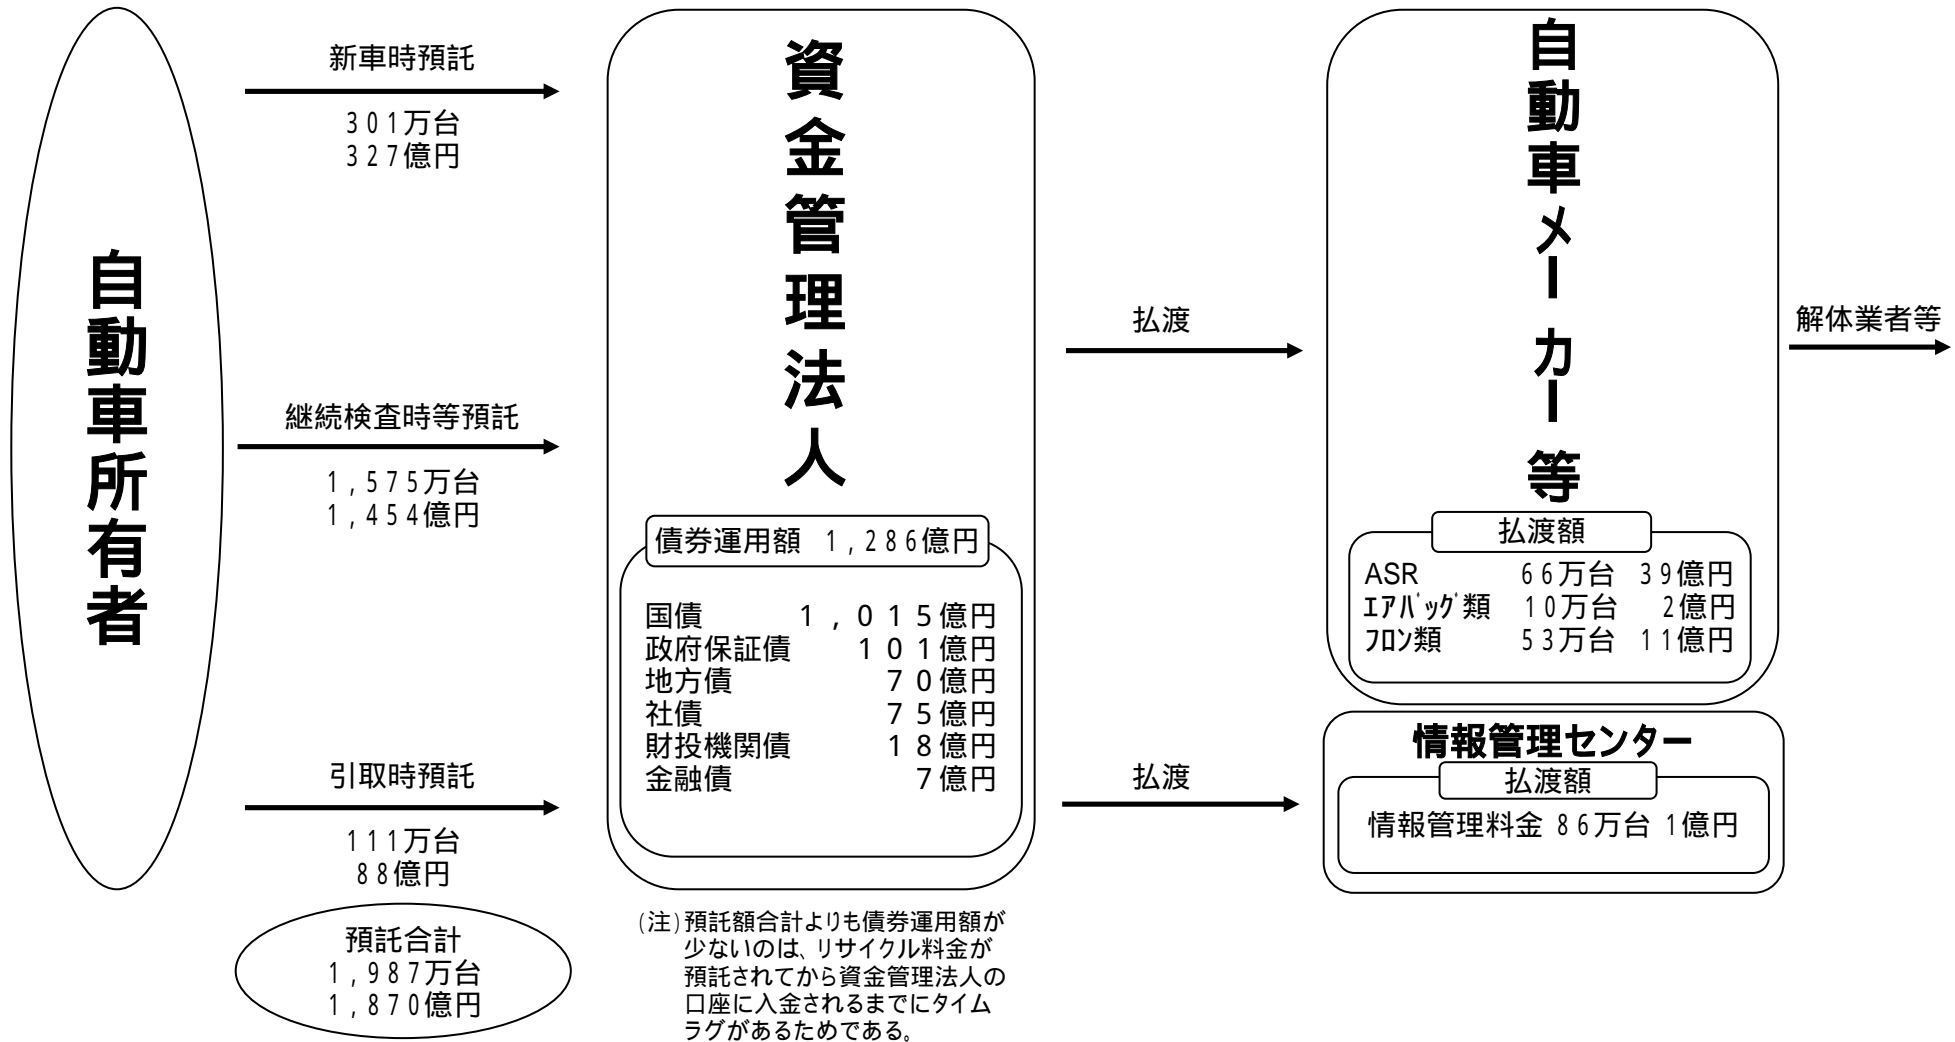 自動車所有者
新車時預託
301万台
327億円
継続検査時等預託
1,575万台
1,454億円
引取時預託
111万台
88億円
預託合計
1,987万台
1,870億円
資金管理法人
債券運用額 1,286億円
国債 1,015億円
政府保証債 101億円
地方債 70億円
社債 75億円
財投機関債 18億円
金融債 7億円
(注)預託額合計よりも債券運用額が
少ないのは、リサイクル料金が
預託されてから資金管理法人の
口座に入金されるまでにタイム
ラグがあるためである。
払渡
払渡
自動車メーカー等
払渡額
ASR 66万台 39億円
ｴｱﾊﾞｯｸﾞ類 10万台 2億円
ﾌﾛﾝ類 53万台 11億円
情報管理センター
払渡額
情報管理料金 86万台 1億円
解体業者等